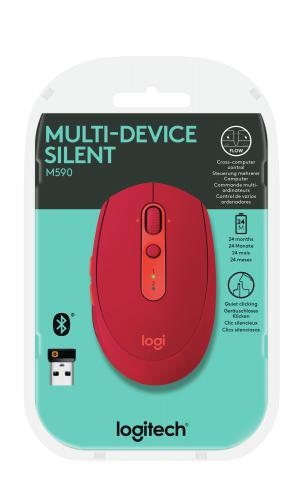 MULTI-DEVICE
SILENT
M590
FLOW
Cross-computer
control
Steuerung mehrerer
Computer
Commande multi-
ordinateurs
Control de varios
ordenadores
24
M
24 months
24 Monate
24 mois
24 meses
Quiet clicking
Geräuschloses
Klicken
Clic silencieux
Clics silenciosos
logi
logitech